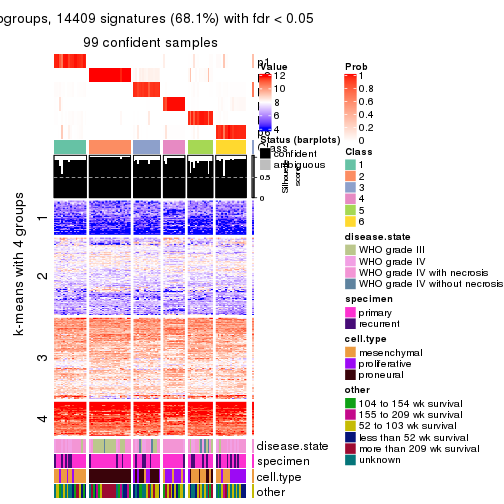 ogroups, 14409 signatures (68.1%) with fdr < 0.05
99 confident samples
k-means with 4 groups
1
2
3
4
p1
Value
12
10
8
6
4
Status (barplots)
confident
ambiguous
Silhouette
score
0.5
0
disease.state
specimen
cell.type
other
Prob
1
0.8
0.6
0.4
0.2
0
Class
1
2
3
4
5
6
disease.state
WHO grade III
WHO grade IV
WHO grade IV with necrosis
WHO grade IV without necrosis
specimen
primary
recurrent
cell.type
mesenchymal
proliferative
proneural
other
104 to 154 wk survival
155 to 209 wk survival
52 to 103 wk survival
less than 52 wk survival
more than 209 wk survival
unknown